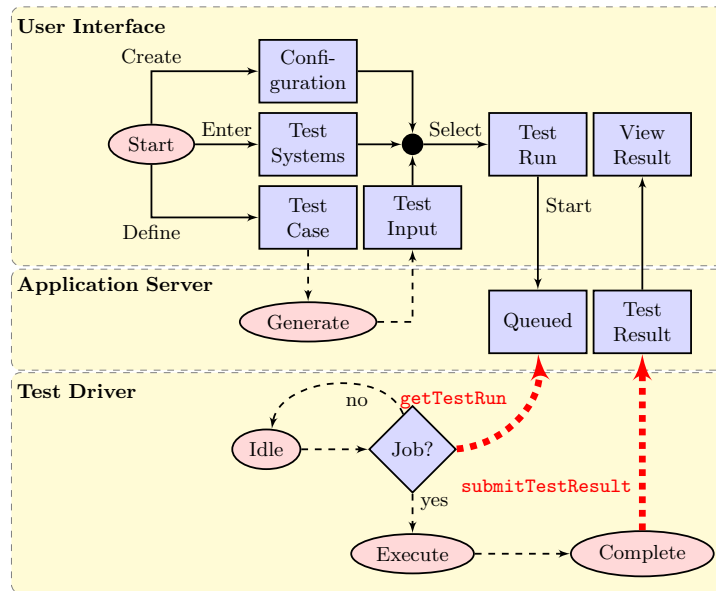 User Interface
Create
Confi-
guration
Start
Enter
Test
Systems
Select
Test
Run
View
Result
Define
Test
Case
Test
Input
Start
Application Server
Generate
Queued
Test
Result
Test Driver
no
getTestRun
Idle
Job?
submitTestResult
yes
Execute
Complete